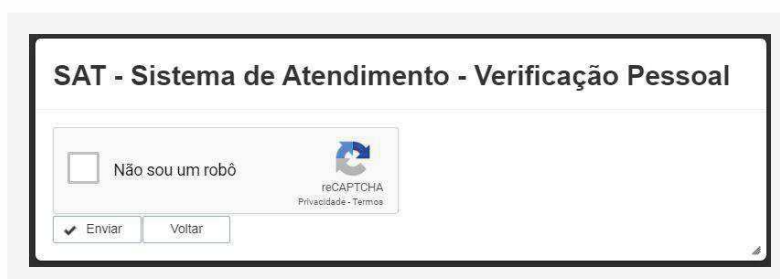 SAT - Sistema de Atendimento - Verificação Pessoal
Não sou um robô
reCAPTCHA
Privacidade - Termos
Enviar
Voltar